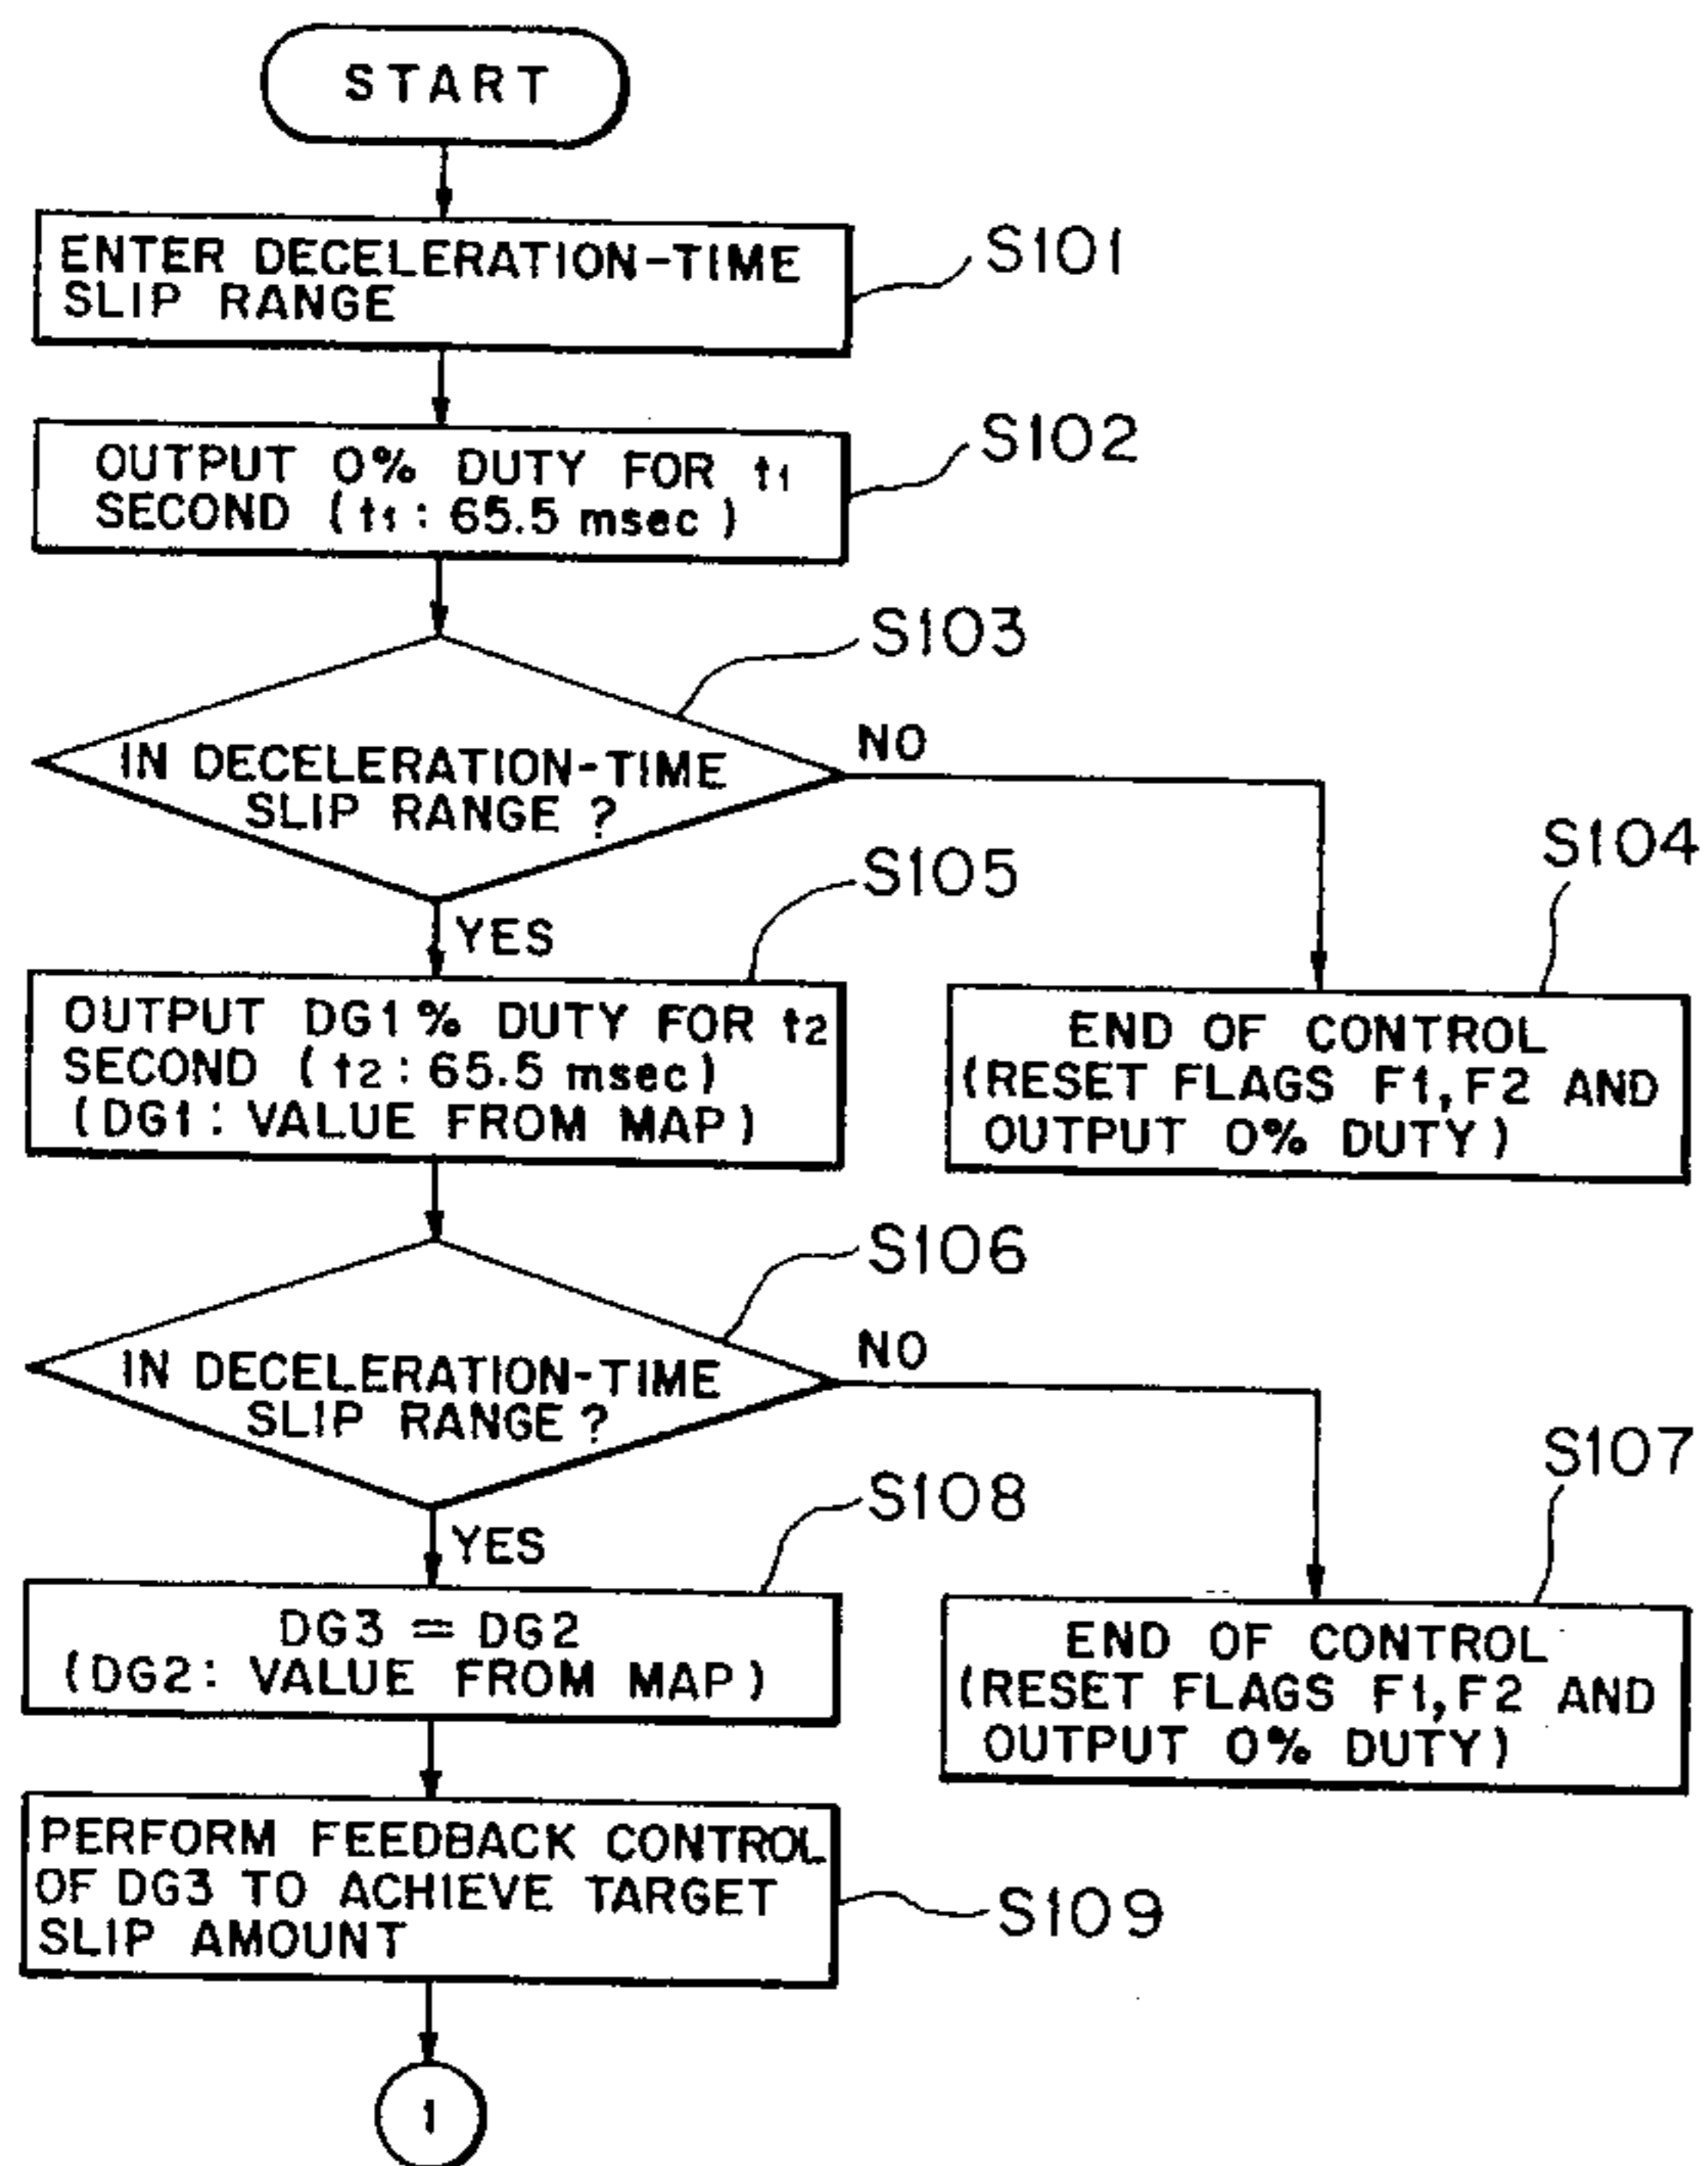 START
ENTER DECELERATION-TIME
SLIP RANGE
S101
OUTPUT 0% DUTY FOR t1
SECOND (t1: 65.5 msec)
S102
S103
IN DECELERATION-TIME
SLIP RANGE ?
NO
YES
S104
END OF CONTROL
(RESET FLAGS F1, F2 AND
OUTPUT 0% DUTY)
S105
OUTPUT DG1% DUTY FOR t2
SECOND (t2: 65.5 msec)
(DG1: VALUE FROM MAP)
S106
IN DECELERATION-TIME
SLIP RANGE ?
NO
YES
S107
END OF CONTROL
(RESET FLAGS F1, F2 AND
OUTPUT 0% DUTY)
S108
DG3 = DG2
(DG2: VALUE FROM MAP)
PERFORM FEEDBACK CONTROL
OF DG3 TO ACHIEVE TARGET
SLIP AMOUNT
S109
1